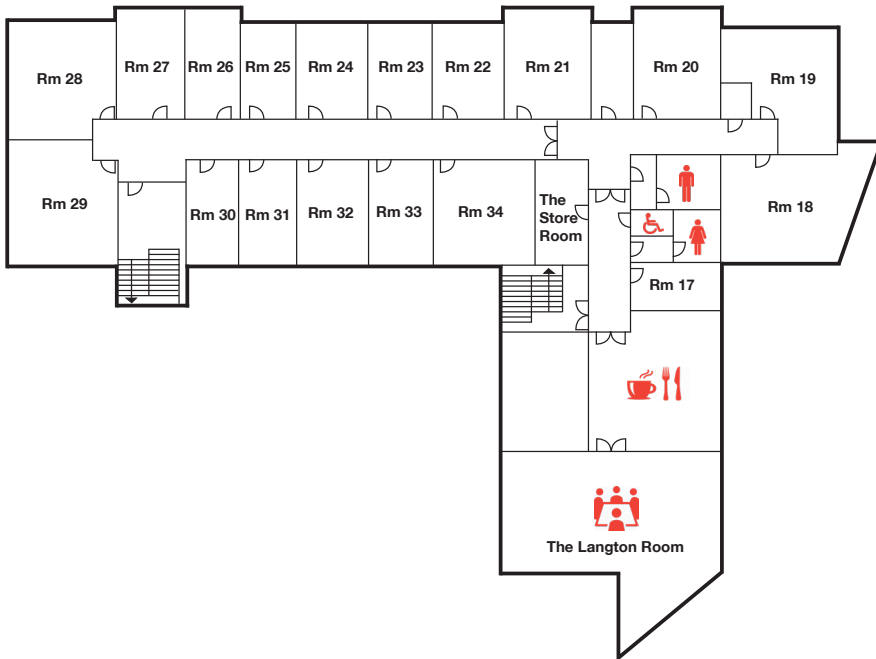 Rm 28
Rm 27
Rm 26
Rm 25
Rm 24
Rm 23
Rm 22
Rm 21
Rm 20
Rm 19
Rm 29
Rm 30
Rm 31
Rm 32
Rm 33
Rm 34
The
Store
Room
Rm 18
Rm 17
The Langton Room